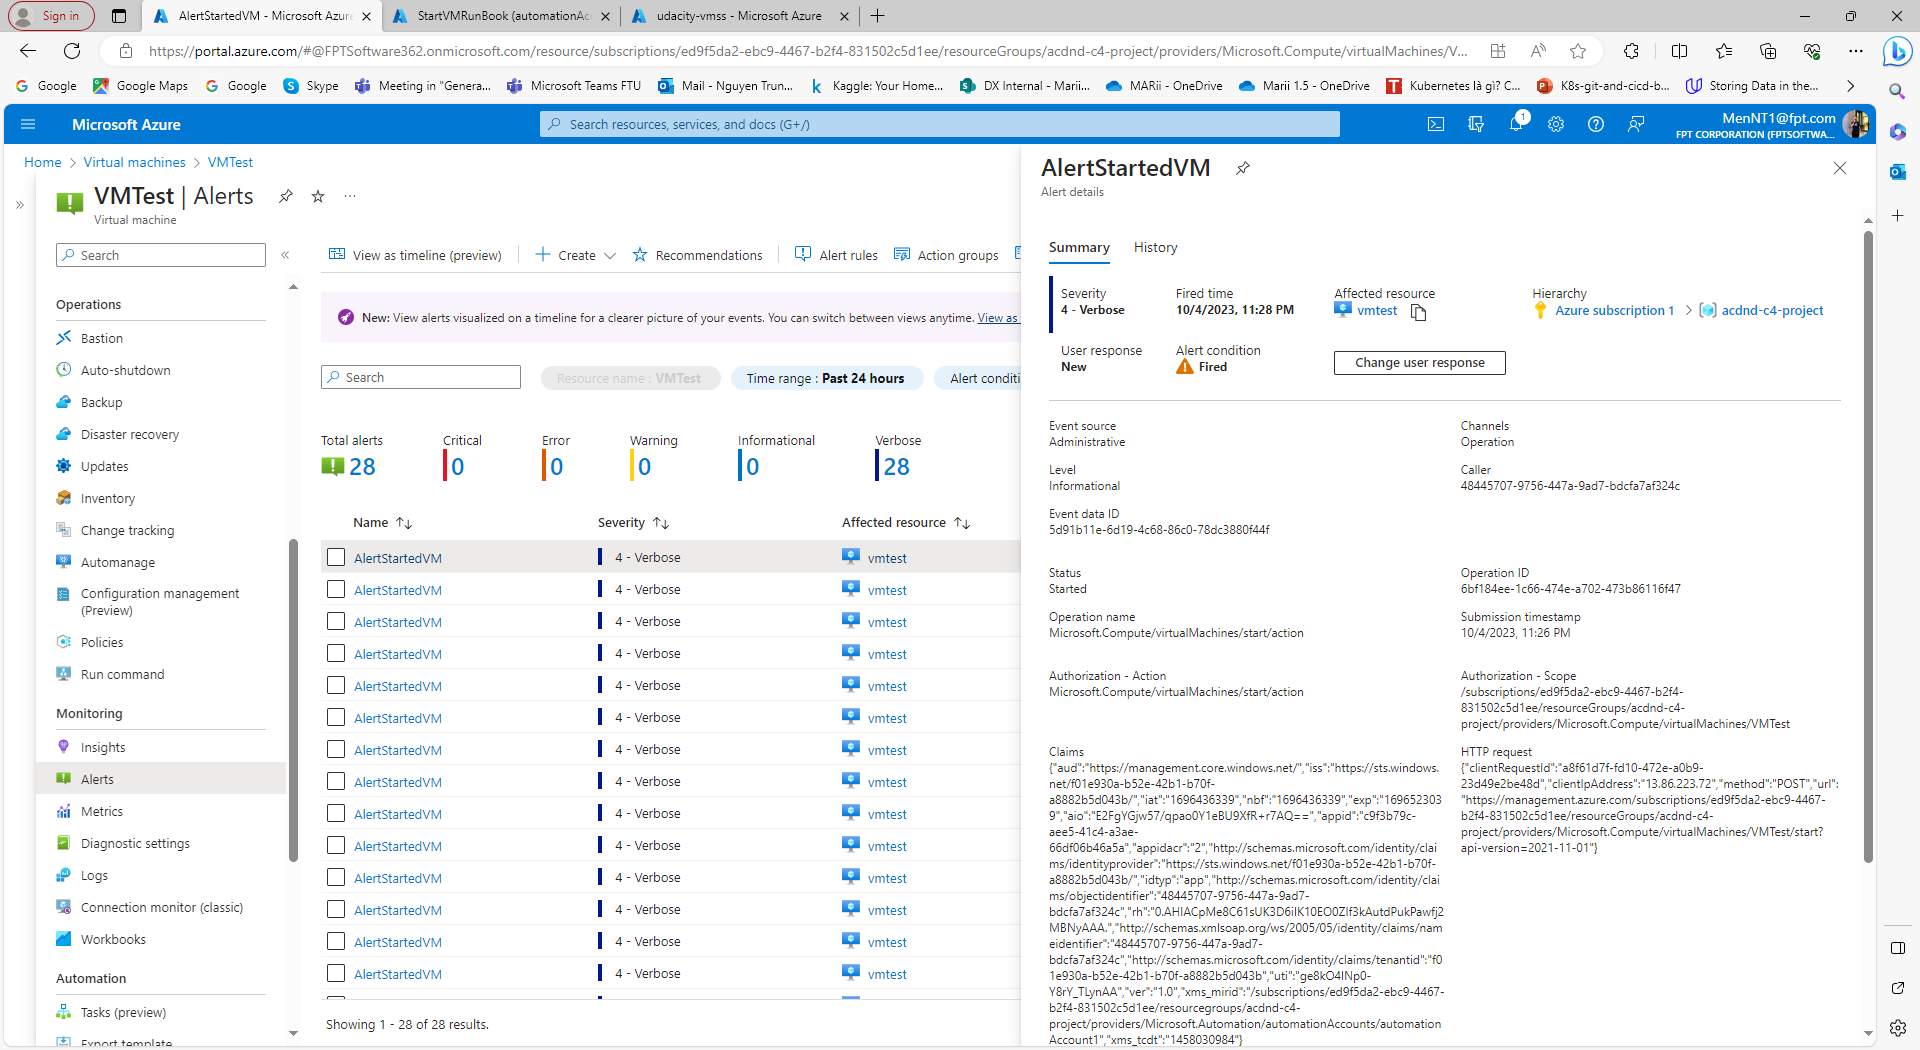 Sign in
AlertStartedVM - Microsoft Azure
StartVMRunBook (automationAc
udacity-vmss - Microsoft Azure
https://portal.azure.com/#@FPTSoftware362.onmicrosoft.com/resource/subscriptions/ed9f5da2-ebc9-4467-b2f4-831502c5d1ee/resourceGroups/acdnd-c4-project/providers/Microsoft.Compute/virtualMachines/V...
Google
Google Maps
Google
Skype
Meeting in "Genera...
Microsoft Teams FTU
Mail - Nguyen Trun...
Kaggle: Your Home...
DX Internal - Marii...
MARii - OneDrive
Marii 1.5 - OneDrive
Kubernetes là gì? C...
K8s-git-and-cicd-b...
Storing Data in the...
Microsoft Azure
Search resources, services, and docs (G+/)
1
MenNT1@fpt.com
FPT CORPORATION (FPTSOFTWA...
Home > Virtual machines > VMTest
VMTest | Alerts
Virtual machine
Search
Operations
Bastion
Auto-shutdown
Backup
Disaster recovery
Updates
Inventory
Change tracking
Automanage
Configuration management
(Preview)
Policies
Run command
Monitoring
Insights
Alerts
Metrics
Diagnostic settings
Logs
Connection monitor (classic)
Workbooks
Automation
Tasks (preview)
Export template
View as timeline (preview)
Create
Recommendations
Alert rules
Action groups
New: View alerts visualized on a timeline for a clearer picture of your events. You can switch between views anytime. View as
Search
Resource name : VMTest
Time range : Past 24 hours
Alert conditi
Total alerts
28
Critical
0
Error
0
Warning
0
Informational
0
Verbose
28
Name Severity Affected resource
AlertStartedVM 4 - Verbose vmtest
AlertStartedVM 4 - Verbose vmtest
AlertStartedVM 4 - Verbose vmtest
AlertStartedVM 4 - Verbose vmtest
AlertStartedVM 4 - Verbose vmtest
AlertStartedVM 4 - Verbose vmtest
AlertStartedVM 4 - Verbose vmtest
AlertStartedVM 4 - Verbose vmtest
AlertStartedVM 4 - Verbose vmtest
AlertStartedVM 4 - Verbose vmtest
AlertStartedVM 4 - Verbose vmtest
AlertStartedVM 4 - Verbose vmtest
AlertStartedVM 4 - Verbose vmtest
AlertStartedVM 4 - Verbose vmtest
Showing 1 - 28 of 28 results.
AlertStartedVM
Alert details
Summary
History
Severity
4 - Verbose
Fired time
10/4/2023, 11:28 PM
Affected resource
vmtest
Hierarchy
Azure subscription 1 > acdnd-c4-project
User response
New
Alert condition
Fired
Change user response
Event source
Administrative
Channels
Operation
Level
Informational
Caller
48445707-9756-447a-9ad7-bdcfa7af324c
Event data ID
5d91b11e-6d19-4c68-86c0-78dc3880f44f
Status
Started
Operation ID
6bf184ee-1c66-474e-a702-473b86116f47
Operation name
Microsoft.Compute/virtualMachines/start/action
Submission timestamp
10/4/2023, 11:26 PM
Authorization - Action
Microsoft.Compute/virtualMachines/start/action
Authorization - Scope
/subscriptions/ed9f5da2-ebc9-4467-b2f4-
831502c5d1ee/resourceGroups/acdnd-c4-
project/providers/Microsoft.Compute/virtualMachines/VMTest
Claims
{"aud":"https://management.core.windows.net/","iss":"https://sts.windows.
net/f01e930a-b52e-42b1-b70f-
a8882b5d043b/","iat":"1696436339","nbf":"1696436339","exp":"169652303
9","aio":"E2FgYGjw57/qpao0Y1eBU9XfR+r7AQ==","appid":"c9f3b79c-
aee5-41c4-a3ae-
66df06b46a5a","appidacr":"2","http://schemas.microsoft.com/identity/clai
ms/identityprovider":"https://sts.windows.net/f01e930a-b52e-42b1-b70f-
a8882b5d043b/","idtyp":"app","http://schemas.microsoft.com/identity/clai
ms/objectidentifier":"48445707-9756-447a-9ad7-
bdcfa7af324c","rh":"0.AHIACpMe8C61sUK3D6iIK10EO0ZIf3kAutdPukPawfj2
MBNyAAA.","http://schemas.xmlsoap.org/ws/2005/05/identity/claims/nam
eidentifier":"48445707-9756-447a-9ad7-
bdcfa7af324c","http://schemas.microsoft.com/identity/claims/tenantid":"f0
1e930a-b52e-42b1-b70f-a8882b5d043b","uti":"ge8kO4INp0-
Y8rY_TLynAA","ver":"1.0","xms_mirid":"/subscriptions/ed9f5da2-ebc9-4467-
b2f4-831502c5d1ee/resourcegroups/acdnd-c4-
project/providers/Microsoft.Automation/automationAccounts/automation
Account1","xms_tcdt":"1458030984"}
HTTP request
{"clientRequestId":"a8f61d7f-fd10-472e-a0b9-
23d49e2be48d","clientIpAddress":"13.86.223.72","method":"POST","url":
"https://management.azure.com/subscriptions/ed9f5da2-ebc9-4467-
b2f4-831502c5d1ee/resourceGroups/acdnd-c4-
project/providers/Microsoft.Compute/virtualMachines/VMTest/start?
api-version=2021-11-01"}